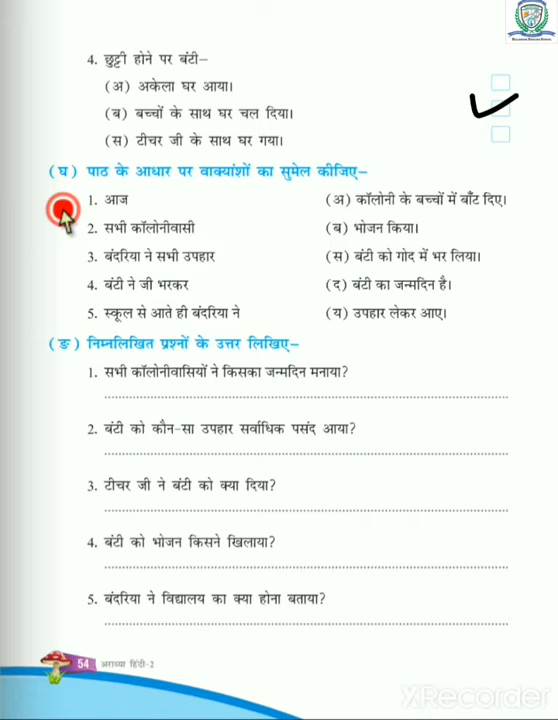 4. छुट्टी होने पर बंटी–
(अ) अकेला घर आया।
(ब) बच्चों के साथ घर चल दिया।
(स) टीचर जी के साथ घर गया।
(घ) पाठ के आधार पर वाक्यांशों का सुमेल कीजिए–
1. आज (अ) कॉलोनी के बच्चों में बाँट दिए।
2. सभी कॉलोनीवासी (ब) भोजन किया।
3. बंदरिया ने सभी उपहार (स) बंटी को गोद में भर लिया।
4. बंटी ने जी भरकर (द) बंटी का जन्मदिन है।
5. स्कूल से आते ही बंदरिया ने (य) उपहार लेकर आए।
(ङ) निम्नलिखित प्रश्नों के उत्तर लिखिए–
1. सभी कॉलोनीवासियों ने किसका जन्मदिन मनाया?
2. बंटी को कौन-सा उपहार सर्वाधिक पसंद आया?
3. टीचर जी ने बंटी को क्या दिया?
4. बंटी को भोजन किसने खिलाया?
5. बंदरिया ने विद्यालय का क्या होना बताया?
54 अराध्या हिंदी-2
XRecorder